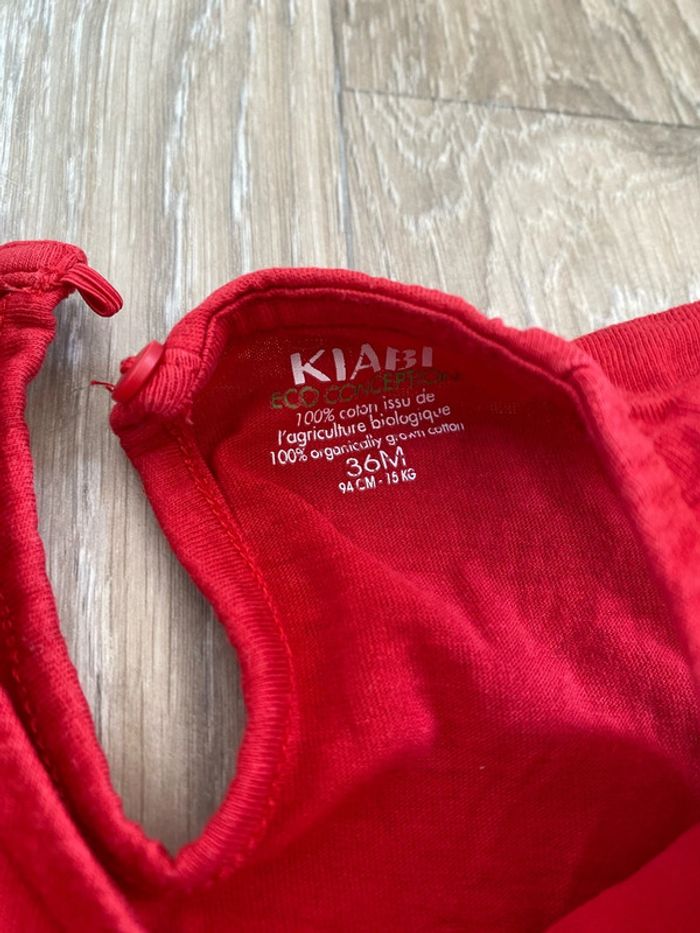 KIABI
ECO CONCEPTION
100% coton issu de
l'agriculture biologique
100% organically grown cotton
36M
94 CM - 15 KG